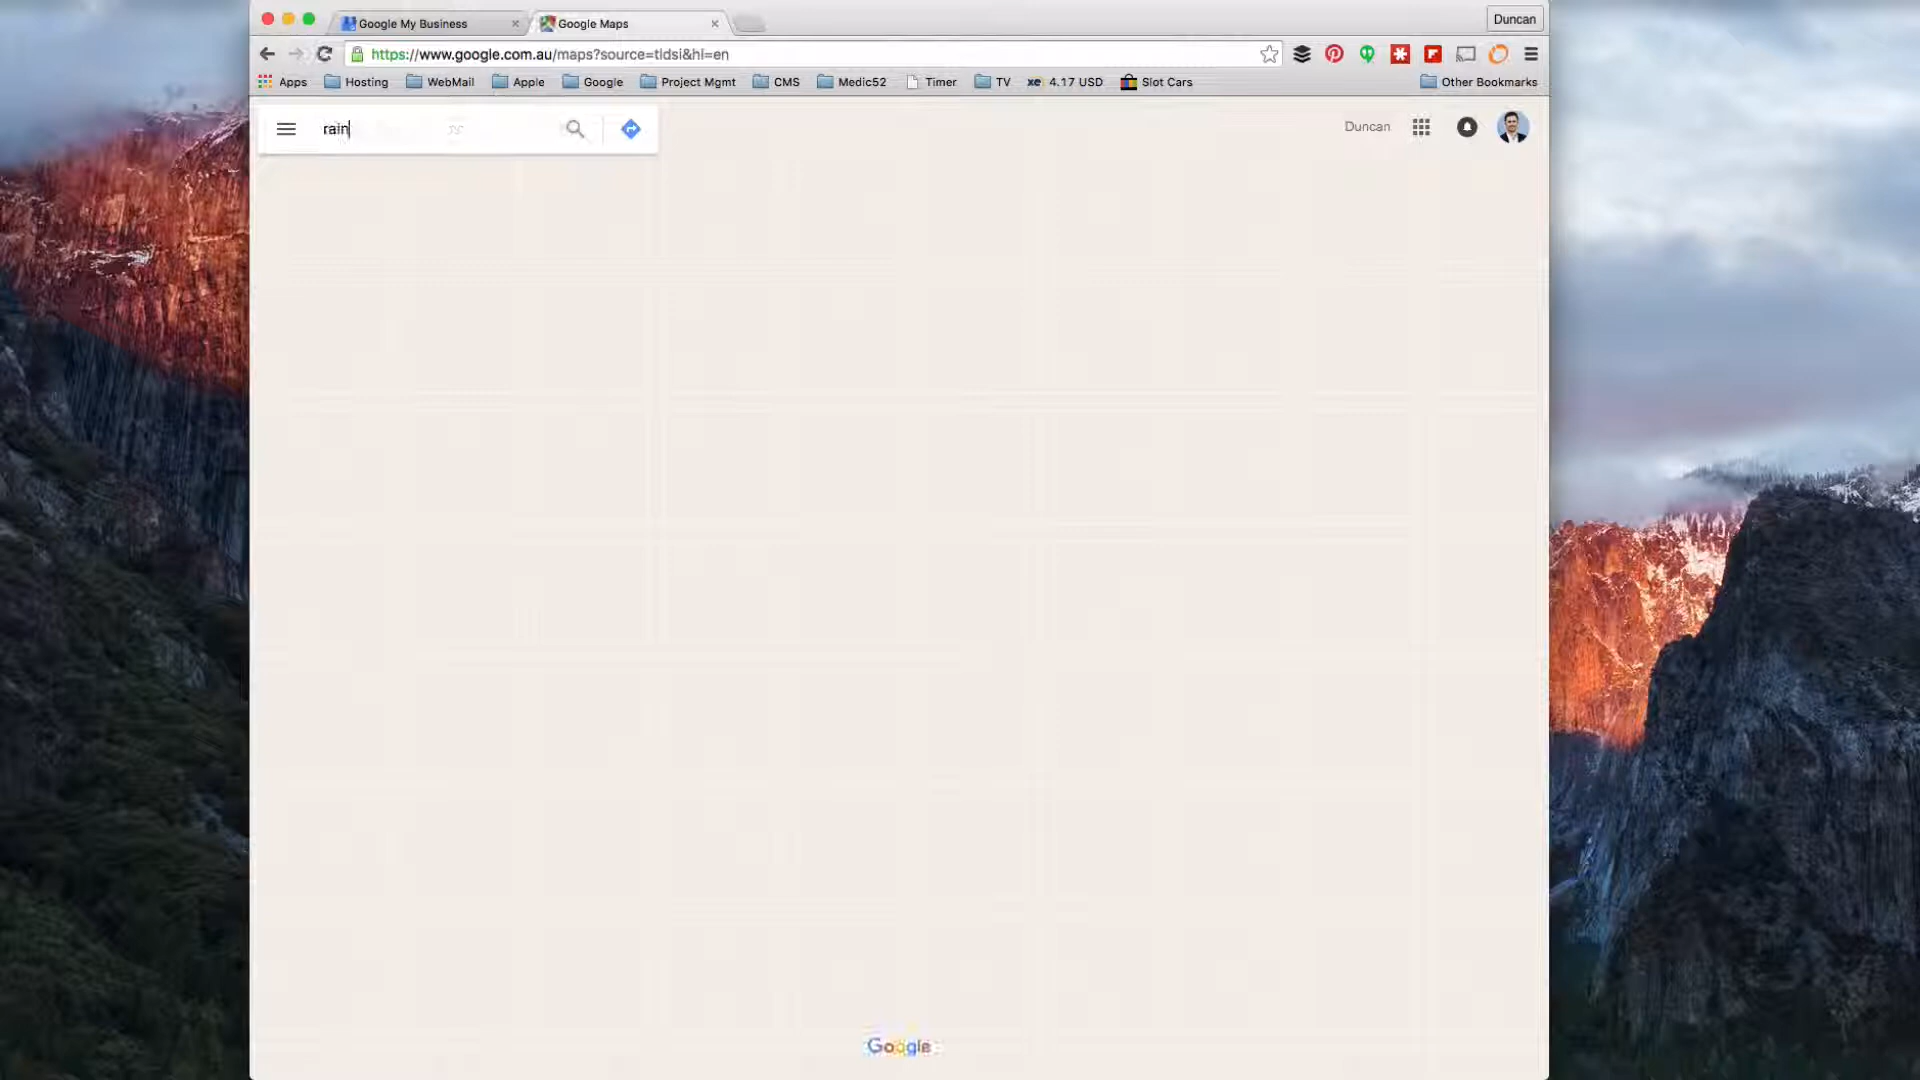 Google My Business
Google Maps
Duncan
https://www.google.com.au/maps?source=tldsi&hl=en
Apps
Hosting
WebMail
Apple
Google
Project Mgmt
CMS
Medic52
Timer
TV
xe 4.17 USD
Slot Cars
Other Bookmarks
rain
Duncan
Google